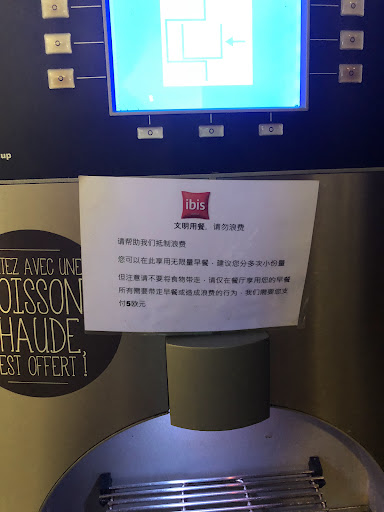 up
ibis
文明用餐，请勿浪费
请帮助我们抵制浪费
您可以在此享用无限量早餐，建议您分多次小份量
但注意请不要将食物带走，请仅在餐厅享用您的早餐
所有需要带走早餐或造成浪费的行为，我们需要您支
付5欧元
TEZ AVEC UNE
OISSON
HAUDE,
EST OFFERT !